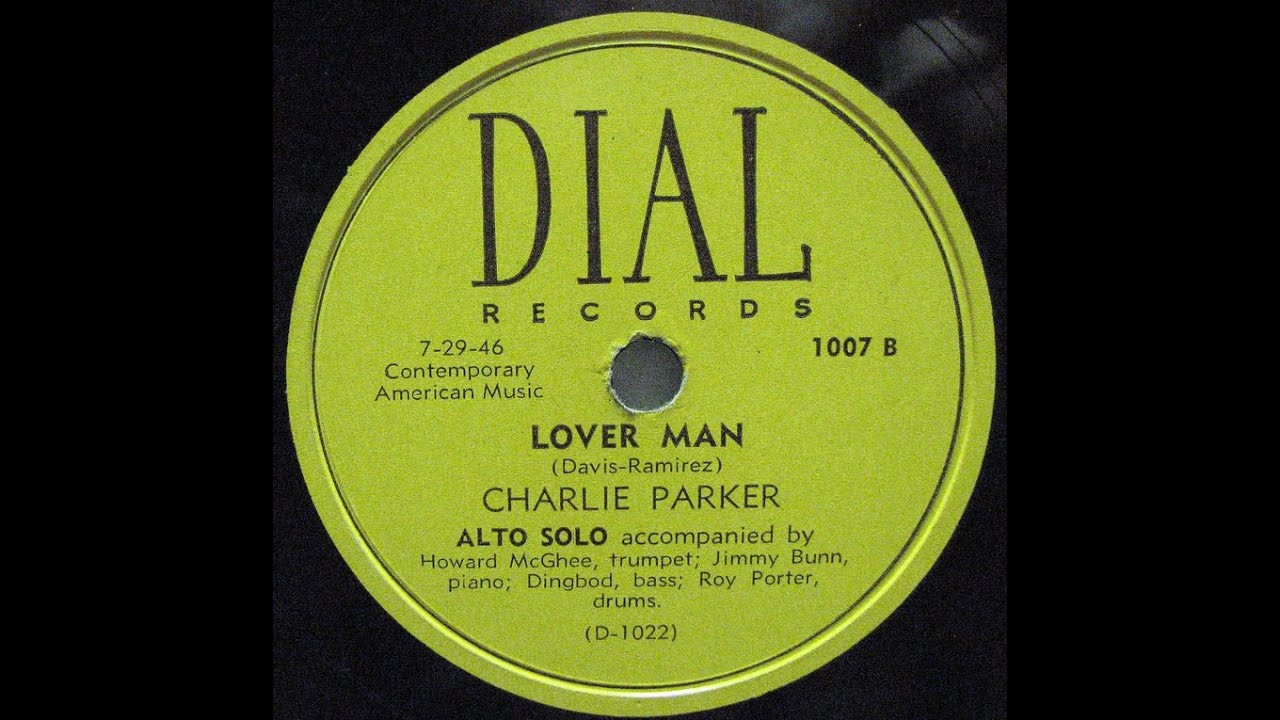 DIAL
RECORDS
7-29-46
Contemporary
American Music
1007 B
LOVER MAN
(Davis-Ramirez)
CHARLIE PARKER
ALTO SOLO accompanied by
Howard McGhee, trumpet; Jimmy Bunn,
piano; Dingbod, bass; Roy Porter,
drums.
(D-1022)